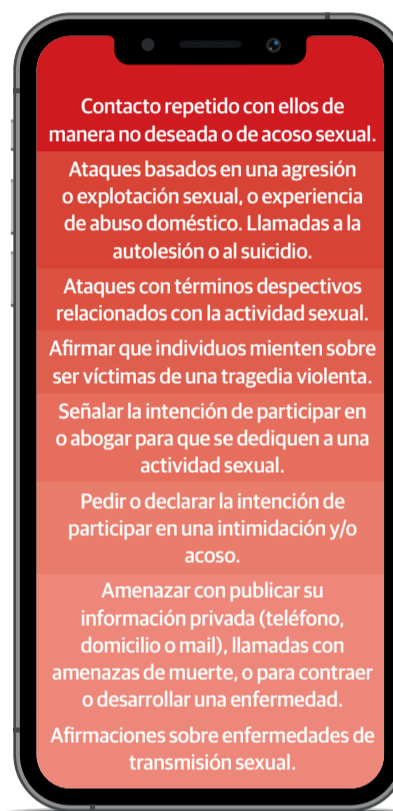 Contacto repetido con ellos de
manera no deseada o de acoso sexual.
Ataques basados en una agresión
o explotación sexual, o experiencia
de abuso doméstico. Llamadas a la
autolesión o al suicidio.
Ataques con términos despectivos
relacionados con la actividad sexual.
Afirmar que individuos mienten sobre
ser víctimas de una tragedia violenta.
Señalar la intención de participar en
o abogar para que se dediquen a una
actividad sexual.
Pedir o declarar la intención de
participar en una intimidación y/o
acoso.
Amenazar con publicar su
información privada (teléfono,
domicilio o mail), llamadas con
amenazas de muerte, o para contraer
o desarrollar una enfermedad.
Afirmaciones sobre enfermedades de
transmisión sexual.